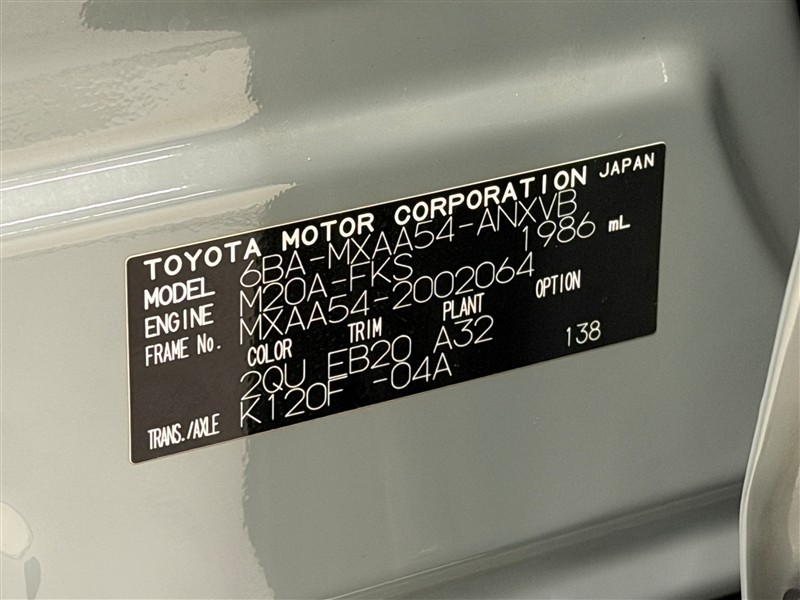 TOYOTA MOTOR CORPORATION JAPAN
MODEL 6BA-MXAA54-ANXVB
ENGINE M20A-FKS 1986 mL
FRAME No. MXAA54-2002064
COLOR TRIM PLANT OPTION
2QU EB20 A32 138
TRANS./AXLE K120F -04A